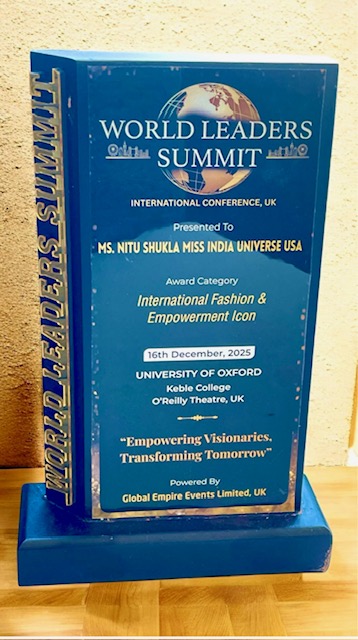 WORLD LEADERS SUMMIT
WORLD LEADERS
SUMMIT
INTERNATIONAL CONFERENCE, UK
Presented To
MS. NITU SHUKLA MISS INDIA UNIVERSE USA
Award Category
International Fashion &
Empowerment Icon
16th December, 2025
UNIVERSITY OF OXFORD
Keble College
O'Reilly Theatre, UK
“Empowering Visionaries,
Transforming Tomorrow”
Powered By
Global Empire Events Limited, UK